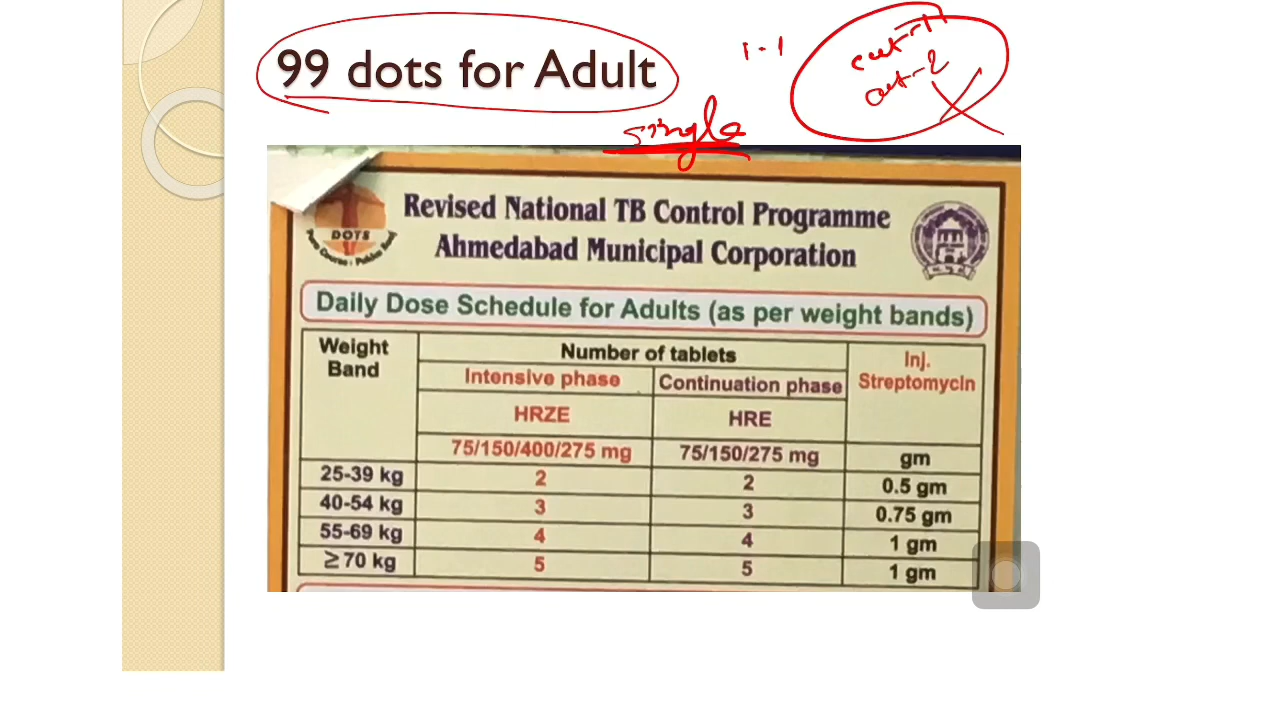 99 dots for Adult
1-1
cat-1
cat-2
single
DOTS
Revised National TB Control Programme
Ahmedabad Municipal Corporation
Daily Dose Schedule for Adults (as per weight bands)
Weight Band Number of tablets Inj. Streptomycin
Intensive phase Continuation phase
HRZE HRE
75/150/400/275 mg 75/150/275 mg gm
25-39 kg 2 2 0.5 gm
40-54 kg 3 3 0.75 gm
55-69 kg 4 4 1 gm
≥70 kg 5 5 1 gm